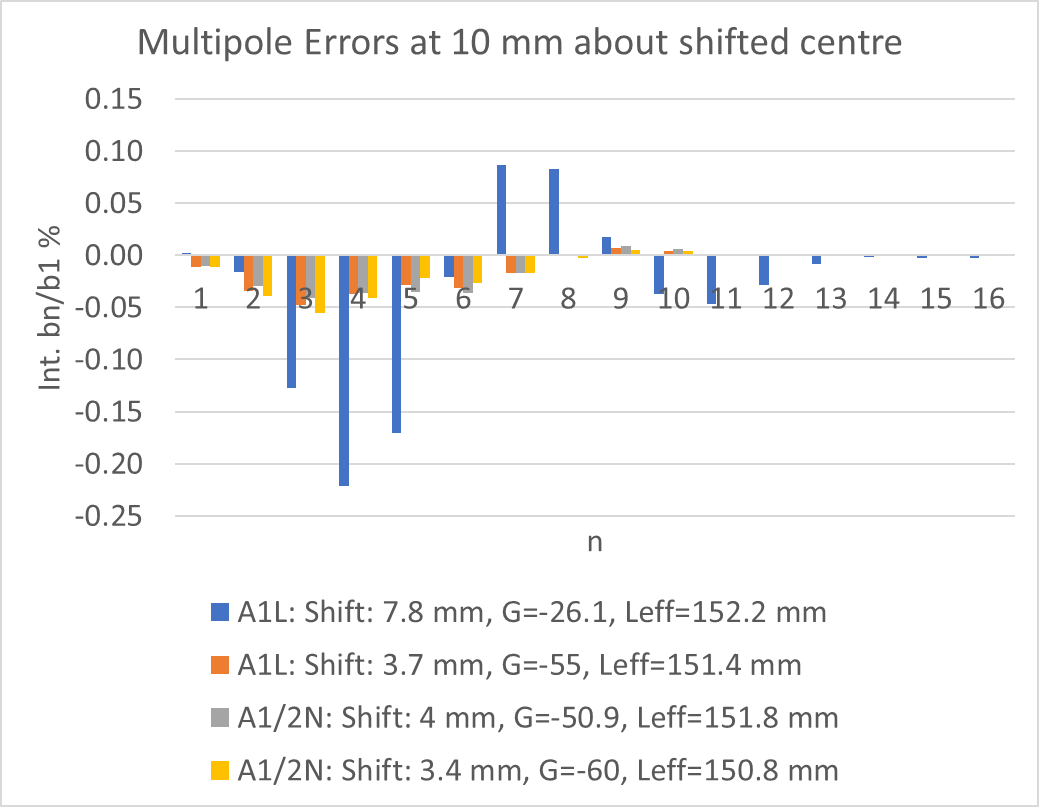 Multipole Errors at 10 mm about shifted centre
0.15
0.10
0.05
0.00
-0.05
-0.10
-0.15
-0.20
-0.25
Int. bn/b1 %
1 2 3 4 5 6 7 8 9 10 11 12 13 14 15 16
n
A1L: Shift: 7.8 mm, G=-26.1, Leff=152.2 mm
A1L: Shift: 3.7 mm, G=-55, Leff=151.4 mm
A1/2N: Shift: 4 mm, G=-50.9, Leff=151.8 mm
A1/2N: Shift: 3.4 mm, G=-60, Leff=150.8 mm